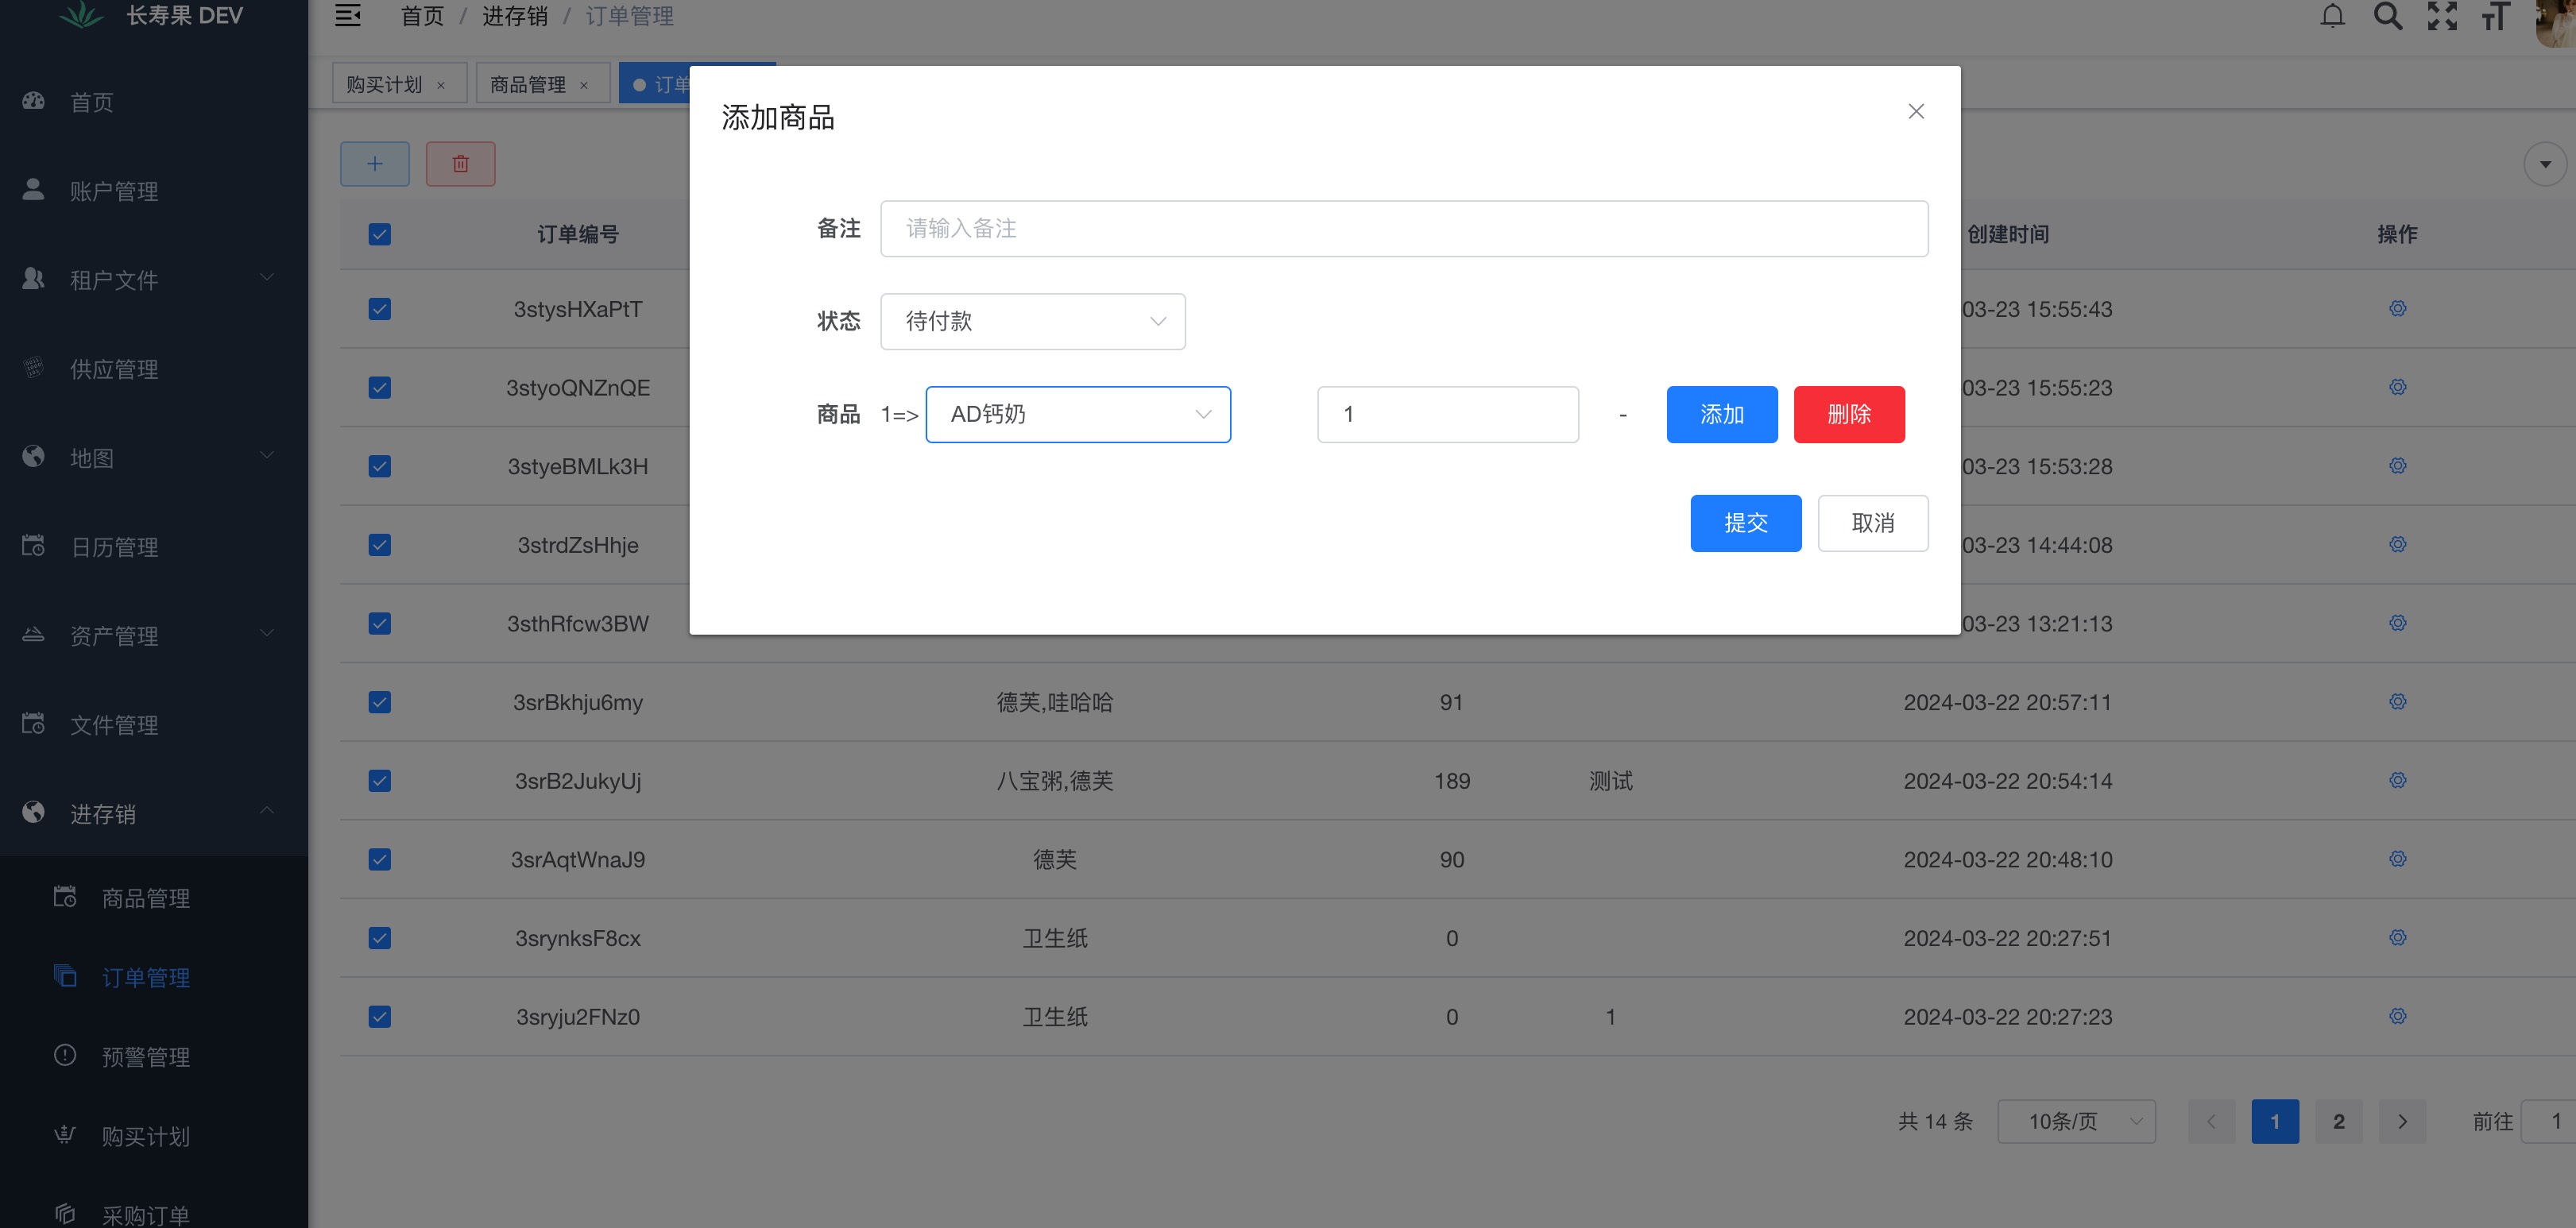 长寿果 DEV
首页 / 进存销 / 订单管理
首页
账户管理
租户文件
供应管理
地图
日历管理
资产管理
文件管理
进存销
商品管理
订单管理
预警管理
购买计划
采购订单
购买计划 × 商品管理 × 订单
添加商品
备注 请输入备注
状态 待付款
商品 1=> AD钙奶 1 - 添加 删除
提交 取消
订单编号 创建时间 操作
3stysHXaPtT 03-23 15:55:43
3styoQNZnQE 03-23 15:55:23
3styeBMLk3H 03-23 15:53:28
3strdZsHhje 03-23 14:44:08
3sthRfcw3BW 03-23 13:21:13
3srBkhju6my 德芙,哇哈哈 91 2024-03-22 20:57:11
3srB2JukyUj 八宝粥,德芙 189 测试 2024-03-22 20:54:14
3srAqtWnaJ9 德芙 90 2024-03-22 20:48:10
3srynksF8cx 卫生纸 0 2024-03-22 20:27:51
3sryju2FNz0 卫生纸 0 1 2024-03-22 20:27:23
共 14 条 10条/页 1 2 前往 1